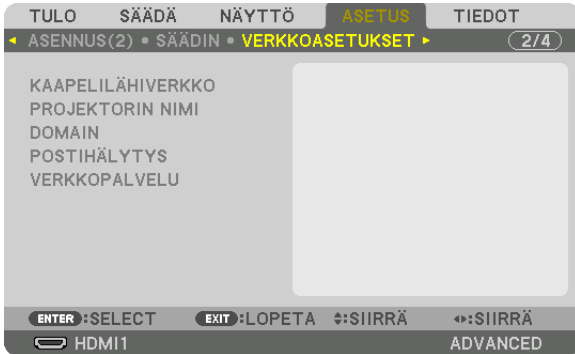 TULO SÄÄDÄ NÄYTTÖ ASETUS TIEDOT
ASENNUS(2) • SÄÄDIN • VERKKOASETUKSET 2/4
KAAPELILÄHIVERKKO
PROJEKTORIN NIMI
DOMAIN
POSTIHÄLYTYS
VERKKOPALVELU
ENTER :SELECT EXIT :LOPETA :SIIRRÄ :SIIRRÄ
HDMI1 ADVANCED